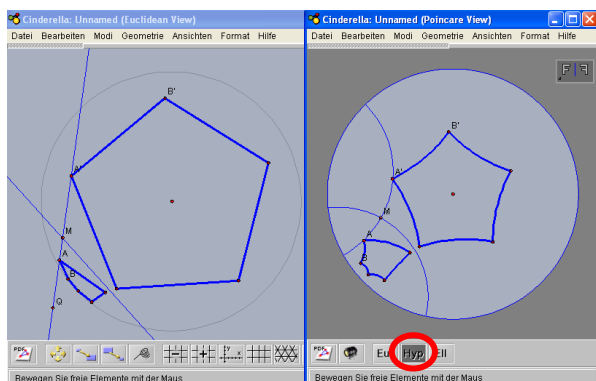 Cinderella: Unnamed (Euclidean View)
Datei Bearbeiten Modi Geometrie Ansichten Format Hilfe
B'
A'
M
A
B
Q
PDF
y
x
Bewegen Sie freie Elemente mit der Maus
Cinderella: Unnamed (Poincare View)
Datei Bearbeiten Modi Geometrie Ansichten Format Hilfe
B'
A'
M
A
B
PDF
Eu Hyp Ell
Bewegen Sie freie Elemente mit der Maus